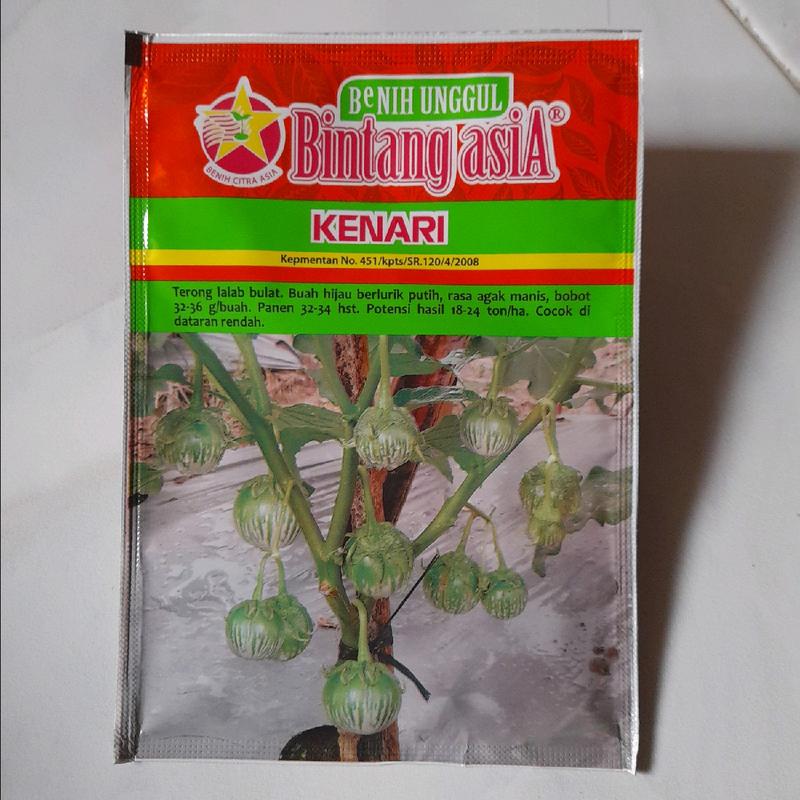 BeNIH UNGGUL
Bintang asiA®
BENIH CITRA ASIA
KENARI
Kepmentan No. 451/kpts/SR.120/4/2008
Terong lalab bulat. Buah hijau berlurik putih, rasa agak manis, bobot
32-36 g/buah. Panen 32-34 hst. Potensi hasil 18-24 ton/ha. Cocok di
dataran rendah.